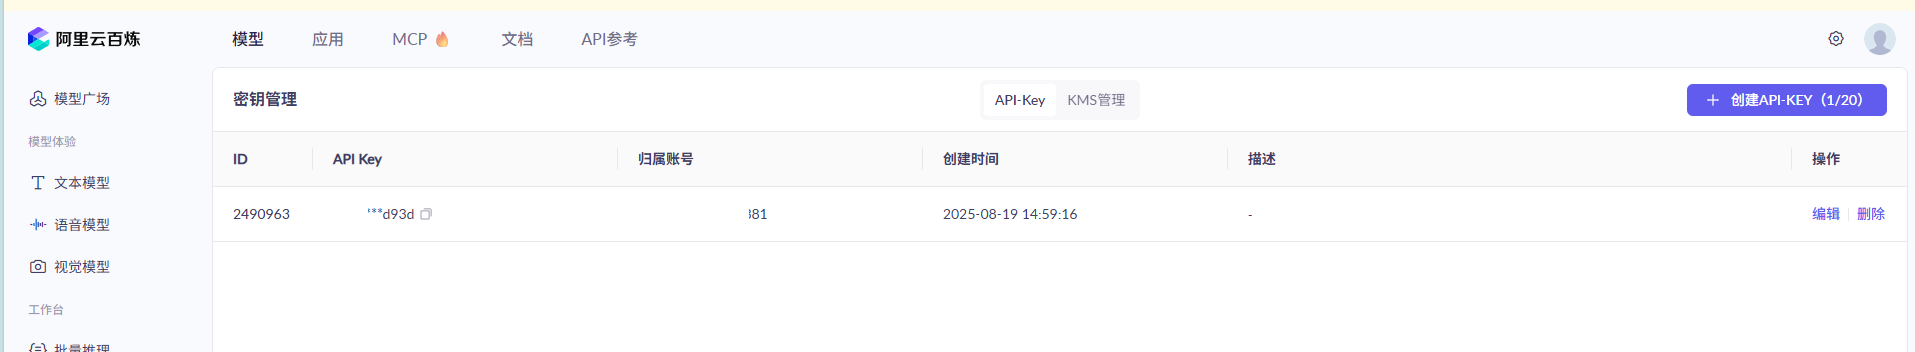 阿里云百炼
模型 应用 MCP 文档 API参考
模型广场
模型体验
文本模型
语音模型
视觉模型
工作台
批量推理
密钥管理
API-Key KMS管理
创建API-KEY（1/20）
ID API Key 归属账号 创建时间 描述 操作
2490963 ***d93d 381 2025-08-19 14:59:16 - 编辑 删除